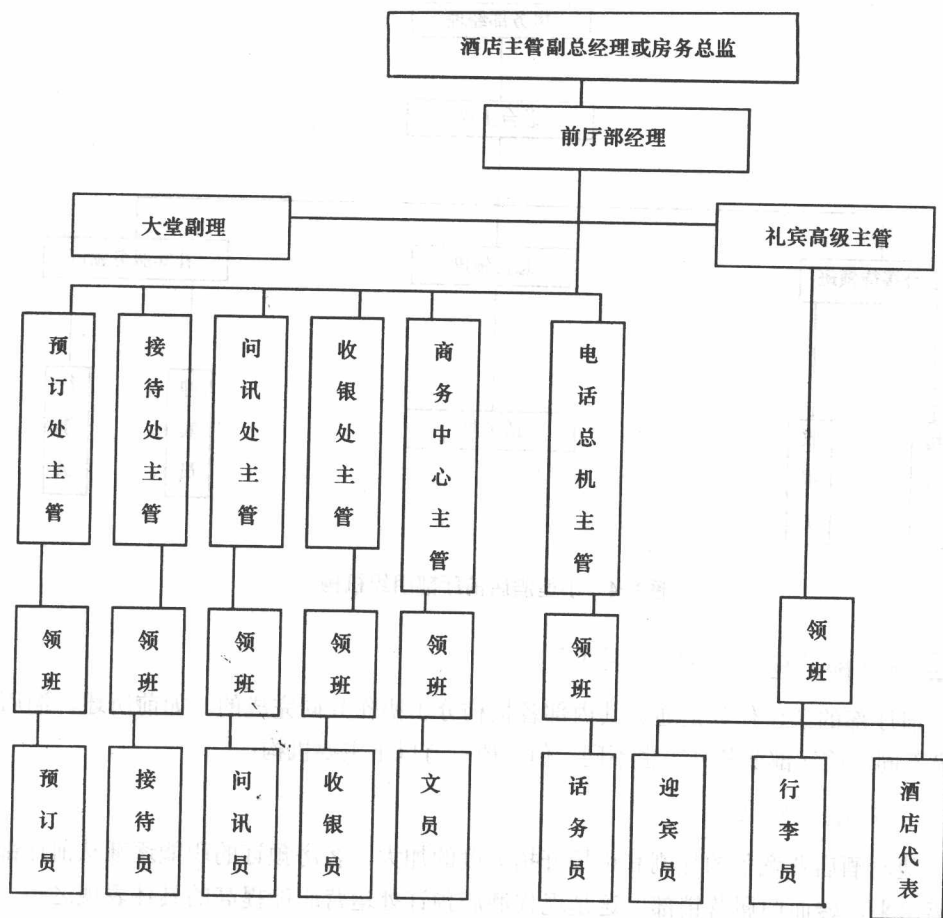 酒店主管副总经理或房务总监
前厅部经理
大堂副理
礼宾高级主管
预订处主管
接待处主管
问讯处主管
收银处主管
商务中心主管
电话总机主管
领班
领班
领班
领班
领班
领班
领班
预订员
接待员
问讯员
收银员
文员
话务员
迎宾员
行李员
酒店代表